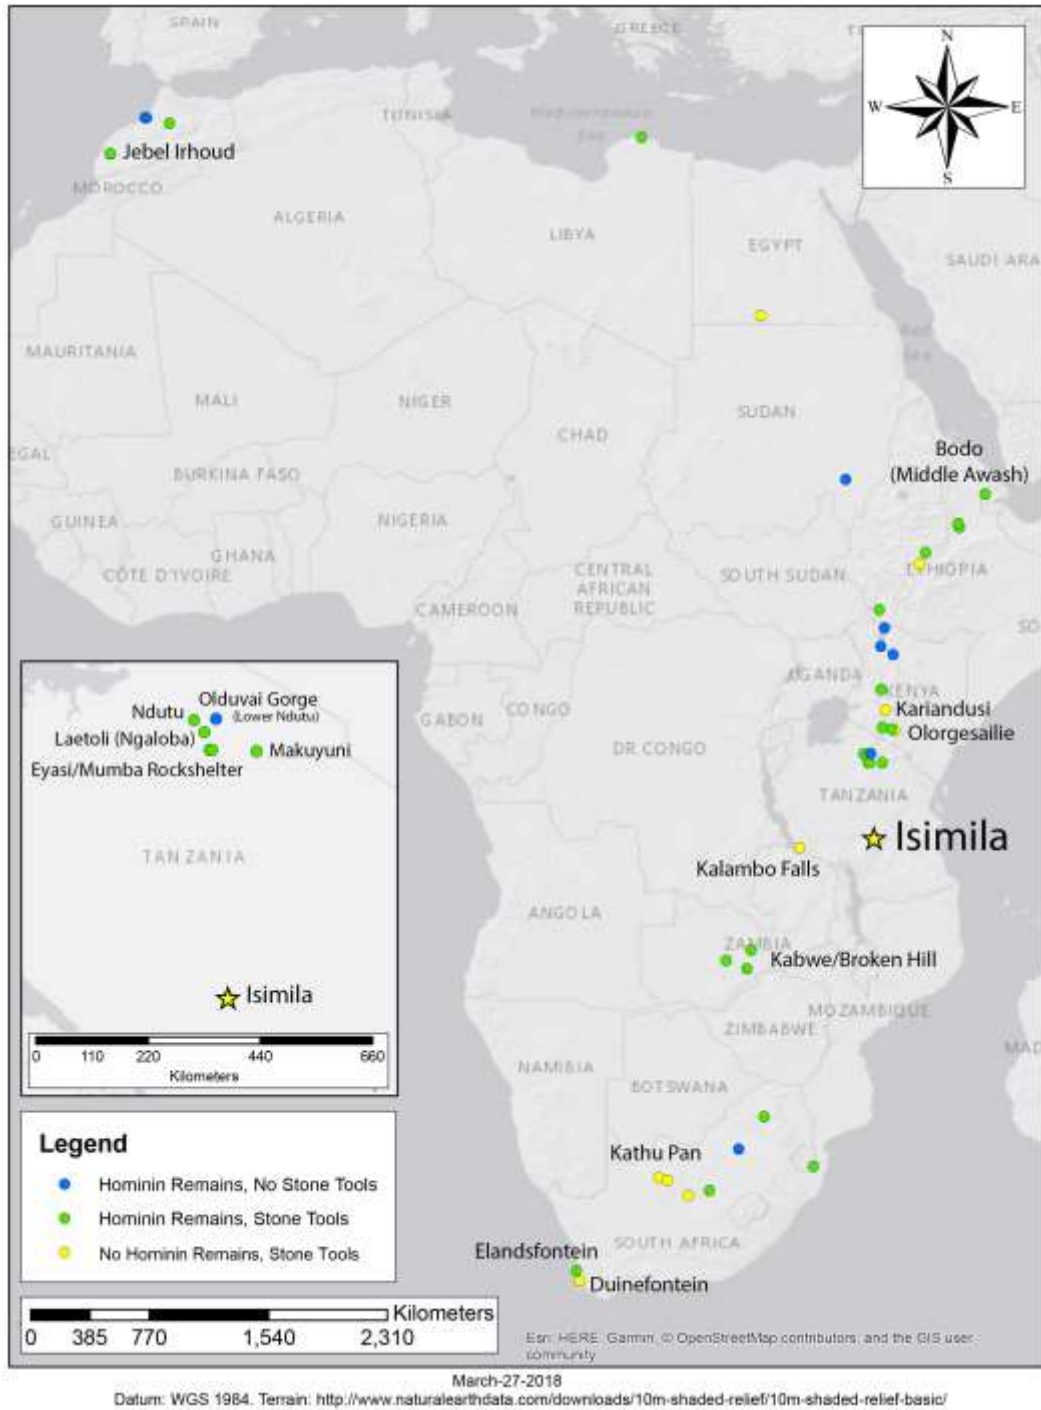 SPAIN
GREECE
N
W
E
S
TUNISIA
Mediterranean
Sea
Jebel Irhoud
MOROCCO
ALGERIA
LIBYA
EGYPT
SAUDI ARA
Red
Sea
MAURITANIA
MALI
NIGER
CHAD
SUDAN
Bodo
(Middle Awash)
EGAL
BURKINA FASO
GUINEA
NIGERIA
GHANA
CÔTE D'IVOIRE
CENTRAL
AFRICAN
REPUBLIC
SOUTH SUDAN
ETHIOPIA
CAMEROON
SO
UGANDA
KENYA
GABON
CONGO
Kariandusi
Olorgesailie
DR CONGO
TANZANIA
Isimila
Kalambo Falls
ANGOLA
ZAMBIA
Kabwe/Broken Hill
MOZAMBIQUE
ZIMBABWE
MAD
NAMIBIA
BOTSWANA
Kathu Pan
SOUTH AFRICA
Elandsfontein
Duinefontein
Olduvai Gorge
(Lower Ndutu)
Ndutu
Laetoli (Ngaloba)
Makuyuni
Eyasi/Mumba Rockshelter
TANZANIA
Isimila
0 110 220 440 660
Kilometers
Legend
Hominin Remains, No Stone Tools
Hominin Remains, Stone Tools
No Hominin Remains, Stone Tools
Kilometers
0 385 770 1,540 2,310
Esri, HERE, Garmin, © OpenStreetMap contributors, and the GIS user
community
March-27-2018
Datum: WGS 1984. Terrain: http://www.naturalearthdata.com/downloads/10m-shaded-relief/10m-shaded-relief-basic/